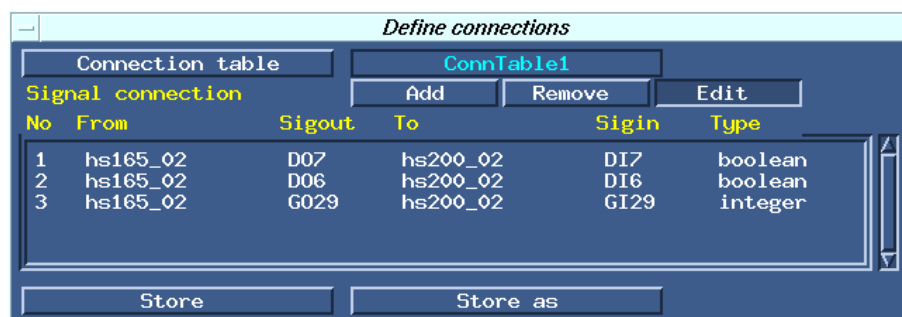 Define connections
Connection table ConnTable1
Signal connection Add Remove Edit
No From Sigout To Sigin Type
1 hs165_02 DO7 hs200_02 DI7 boolean
2 hs165_02 DO6 hs200_02 DI6 boolean
3 hs165_02 GO29 hs200_02 GI29 integer
Store Store as